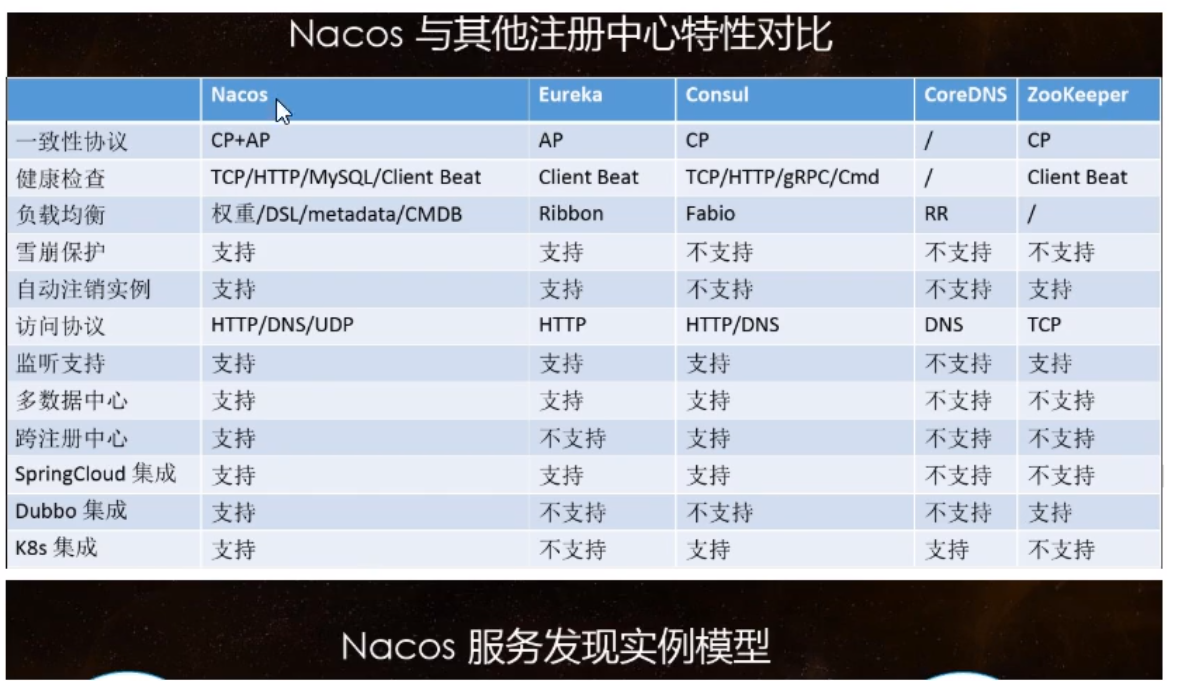 Nacos 与其他注册中心特性对比
Nacos Eureka Consul CoreDNS ZooKeeper
一致性协议 CP+AP AP CP / CP
健康检查 TCP/HTTP/MySQL/Client Beat Client Beat TCP/HTTP/gRPC/Cmd / Client Beat
负载均衡 权重/DSL/metadata/CMDB Ribbon Fabio RR /
雪崩保护 支持 支持 不支持 不支持 不支持
自动注销实例 支持 支持 不支持 不支持 支持
访问协议 HTTP/DNS/UDP HTTP HTTP/DNS DNS TCP
监听支持 支持 支持 支持 不支持 支持
多数据中心 支持 支持 支持 不支持 不支持
跨注册中心 支持 不支持 支持 不支持 不支持
SpringCloud 集成 支持 支持 支持 不支持 不支持
Dubbo 集成 支持 不支持 不支持 不支持 支持
K8s 集成 支持 不支持 支持 支持 不支持
Nacos 服务发现实例模型